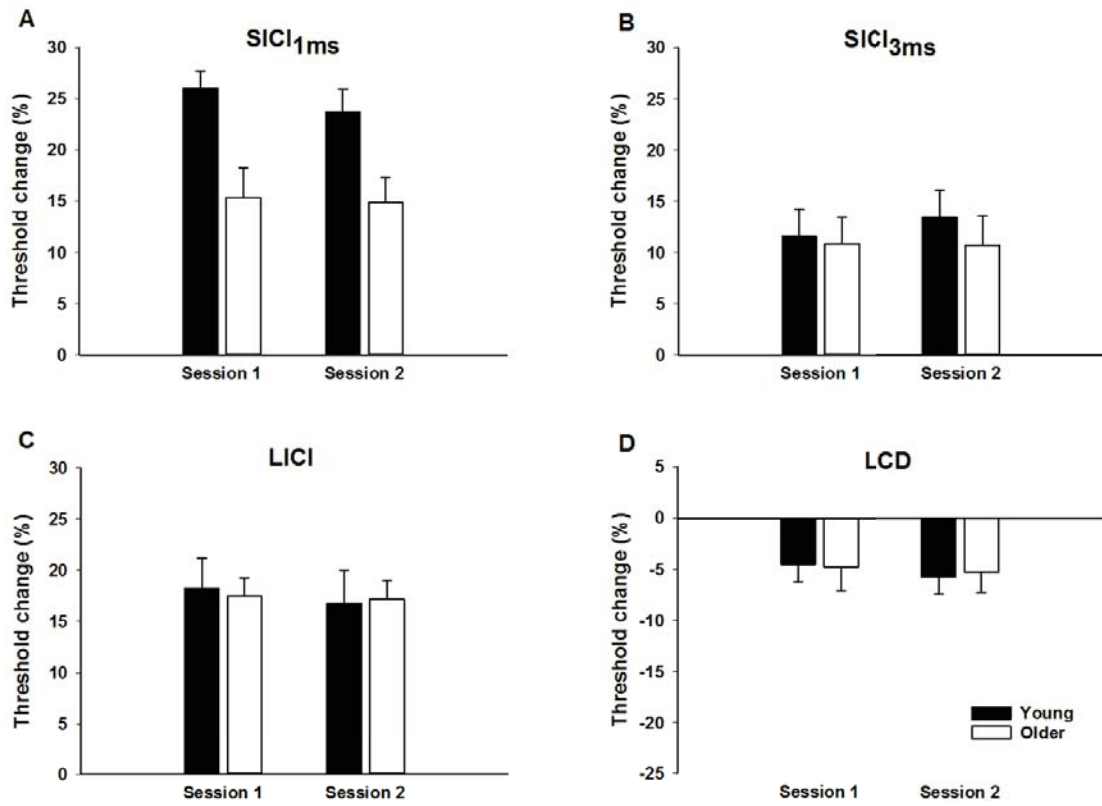 A
SICI1ms
30
25
20
15
10
5
0
Threshold change (%)
Session 1 Session 2
B
SICI3ms
30
25
20
15
10
5
0
Threshold change (%)
Session 1 Session 2
C
LICI
30
25
20
15
10
5
0
Threshold change (%)
Session 1 Session 2
D
LCD
5
0
-5
-10
-15
-20
-25
Threshold change (%)
Young
Older
Session 1 Session 2